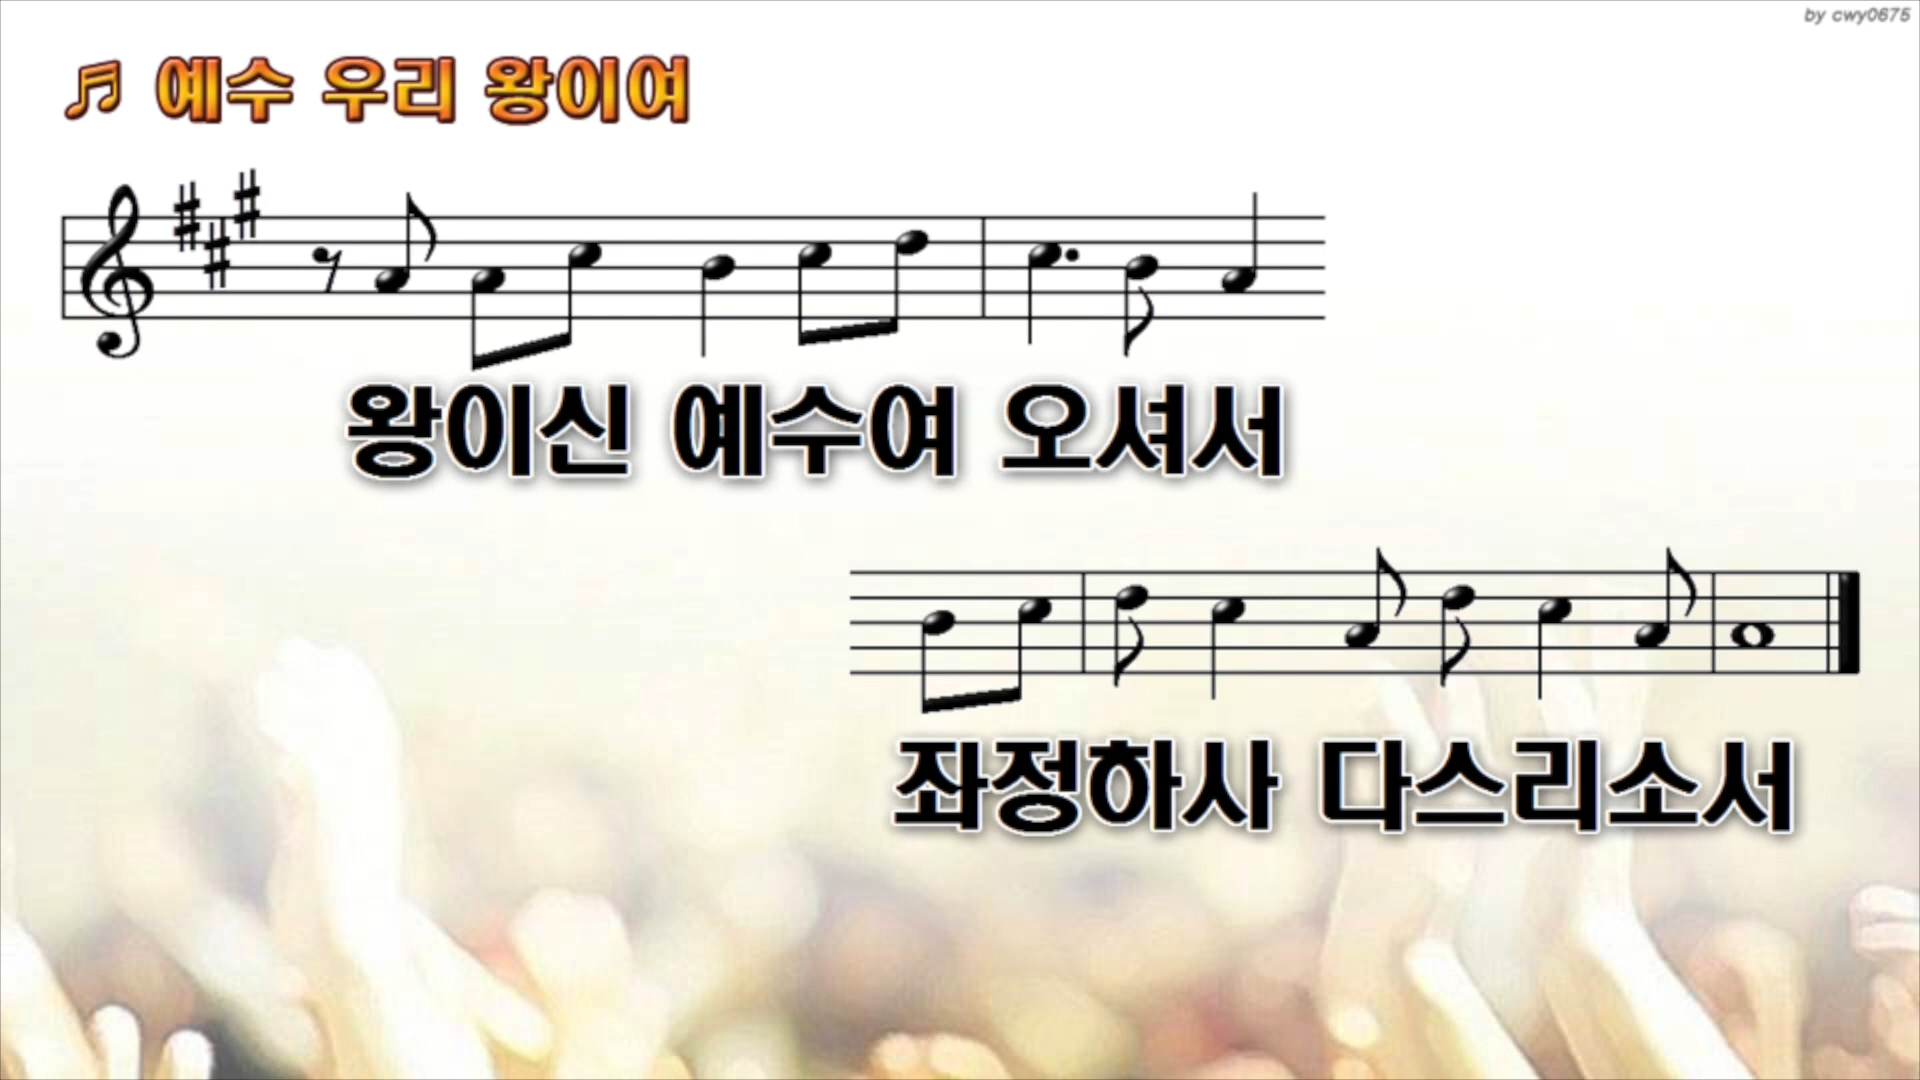 by cwy0675
♬ 예수 우리 왕이여
왕이신 예수여 오셔서
좌정하사 다스리소서